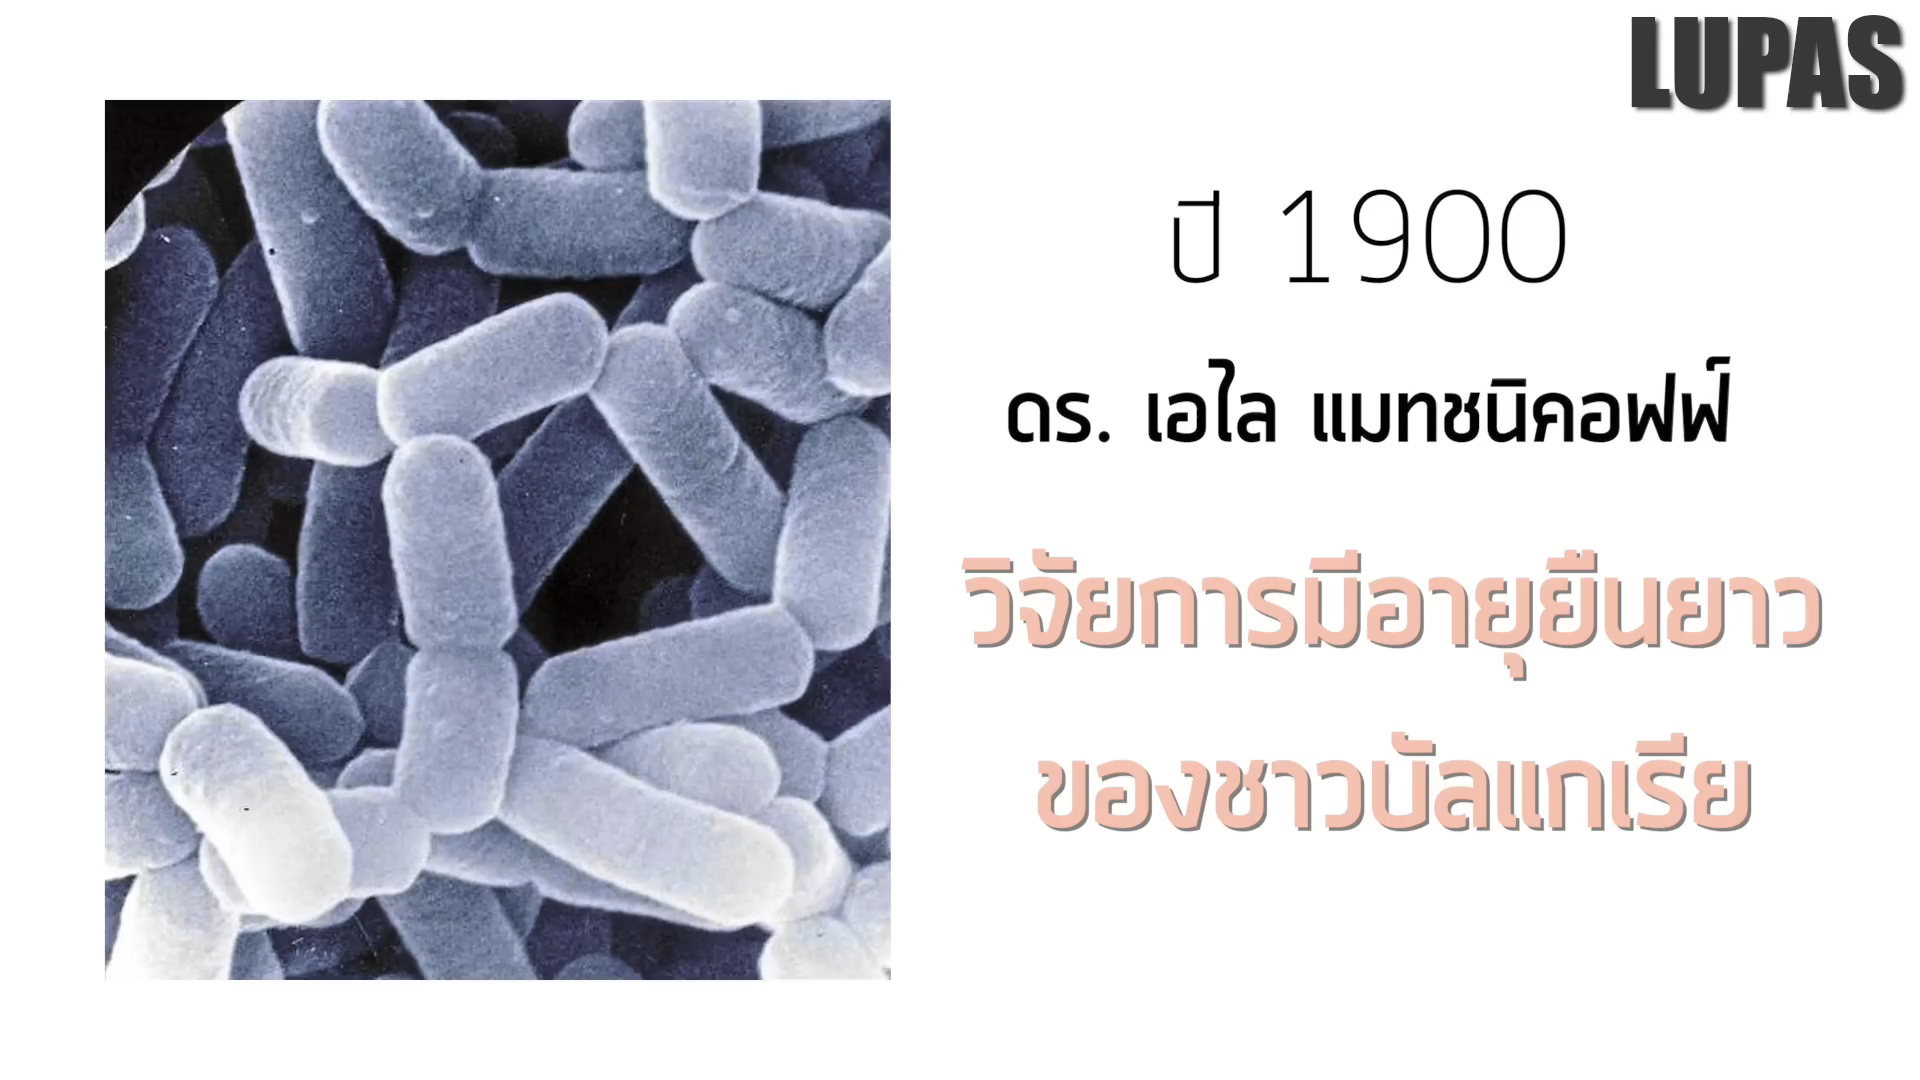 LUPAS
ปี 1900
ดร. เอไล แมทชนิคอฟฟ์
วิจัยการมีอายุยืนยาว
ของชาวบัลแกเรีย